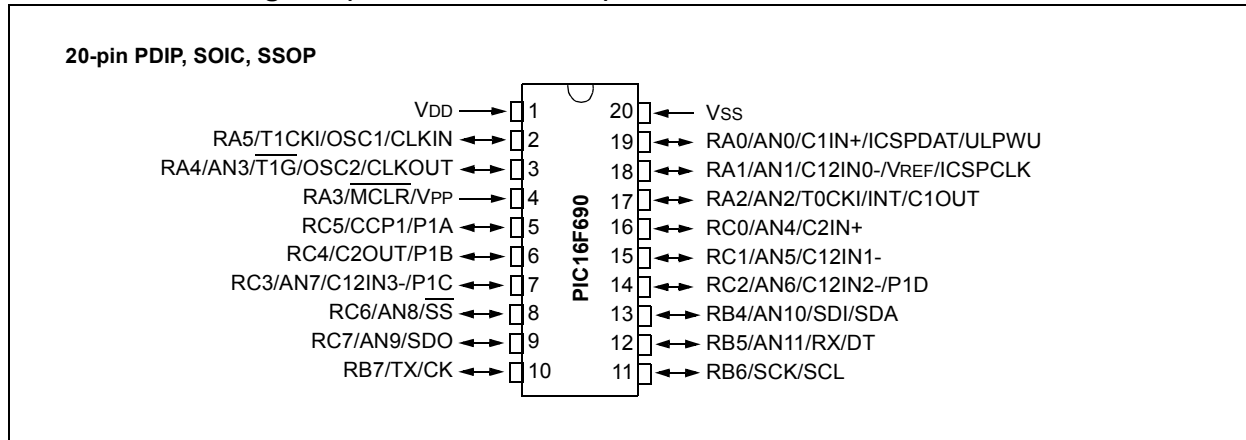 20-pin PDIP, SOIC, SSOP
VDD 1 20 VSS
RA5/T1CKI/OSC1/CLKIN 2 19 RA0/AN0/C1IN+/ICSPDAT/ULPWU
RA4/AN3/T1G/OSC2/CLKOUT 3 18 RA1/AN1/C12IN0-/VREF/ICSPCLK
RA3/MCLR/VPP 4 17 RA2/AN2/T0CKI/INT/C1OUT
RC5/CCP1/P1A 5 16 RC0/AN4/C2IN+
RC4/C2OUT/P1B 6 15 RC1/AN5/C12IN1-
RC3/AN7/C12IN3-/P1C 7 14 RC2/AN6/C12IN2-/P1D
RC6/AN8/SS 8 13 RB4/AN10/SDI/SDA
RC7/AN9/SDO 9 12 RB5/AN11/RX/DT
RB7/TX/CK 10 11 RB6/SCK/SCL
PIC16F690